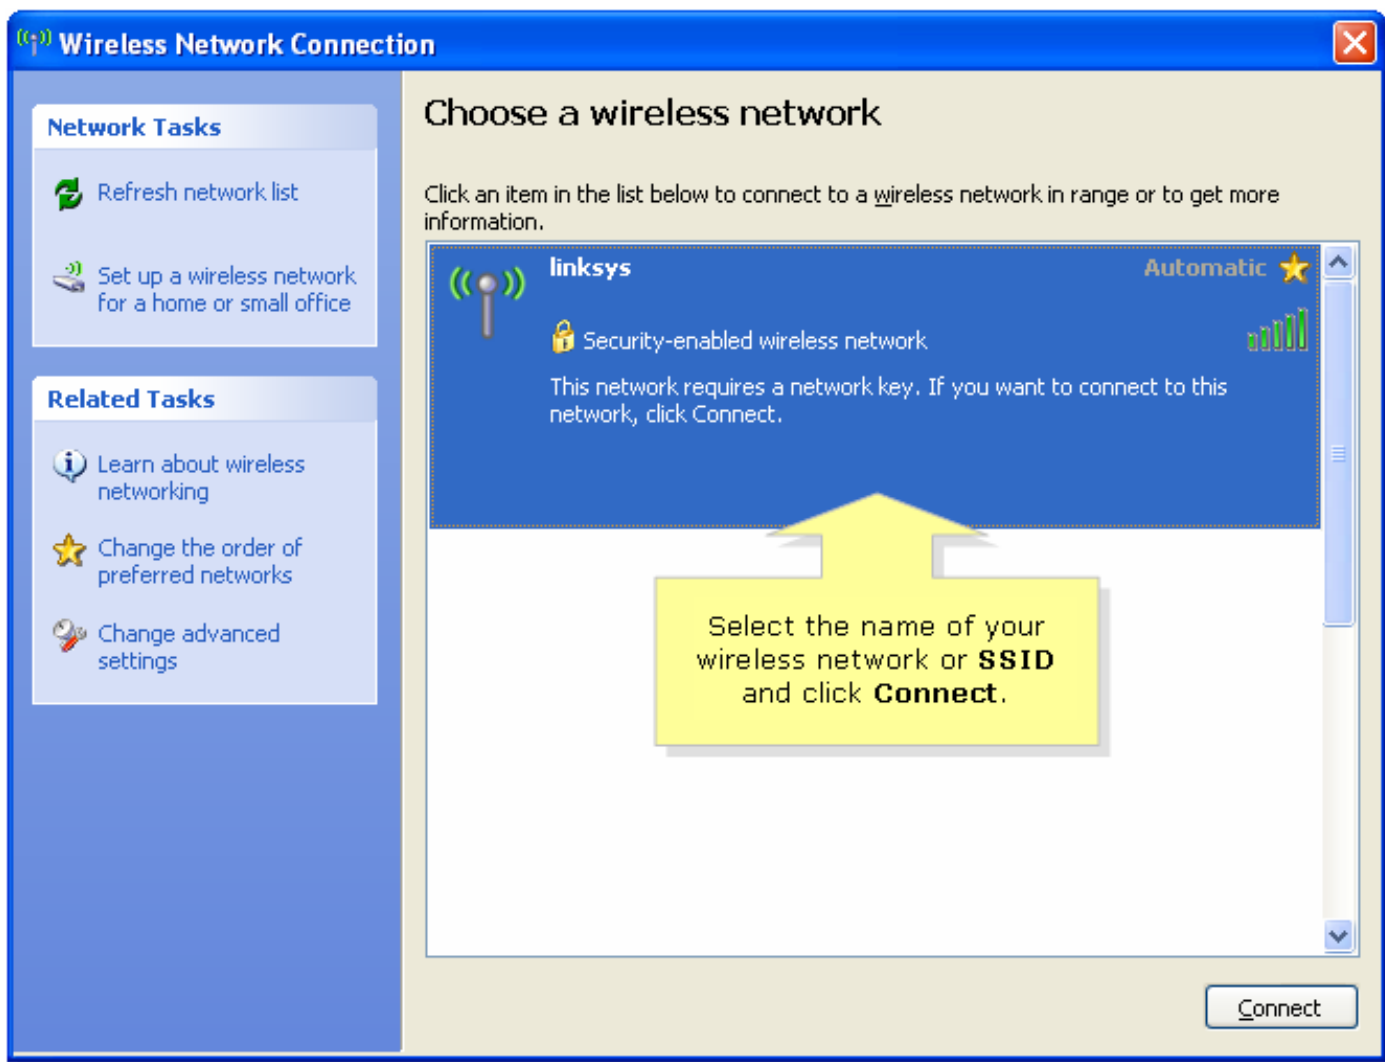 Wireless Network Connection
Network Tasks
Refresh network list
Set up a wireless network
for a home or small office
Related Tasks
Learn about wireless
networking
Change the order of
preferred networks
Change advanced
settings
Choose a wireless network
Click an item in the list below to connect to a wireless network in range or to get more
information.
linksys
Automatic
Security-enabled wireless network
This network requires a network key. If you want to connect to this
network, click Connect.
Select the name of your
wireless network or SSID
and click Connect.
Connect